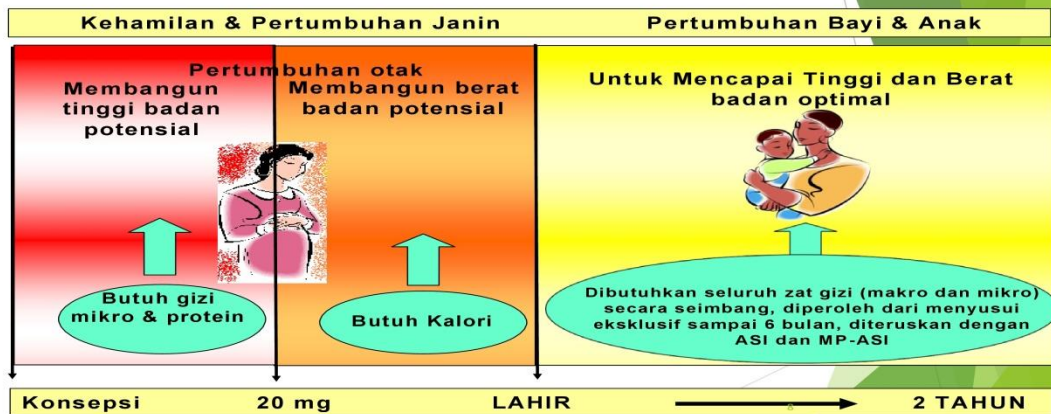 Kehamilan & Pertumbuhan Janin
Pertumbuhan Bayi & Anak
Pertumbuhan otak
Membangun
tinggi badan
potensial
Membangun berat
badan potensial
Untuk Mencapai Tinggi dan Berat
badan optimal
Butuh gizi
mikro & protein
Butuh Kalori
Dibutuhkan seluruh zat gizi (makro dan mikro)
secara seimbang, diperoleh dari menyusui
eksklusif sampai 6 bulan, diteruskan dengan
ASI dan MP-ASI
Konsepsi
20 mg
LAHIR
2 TAHUN